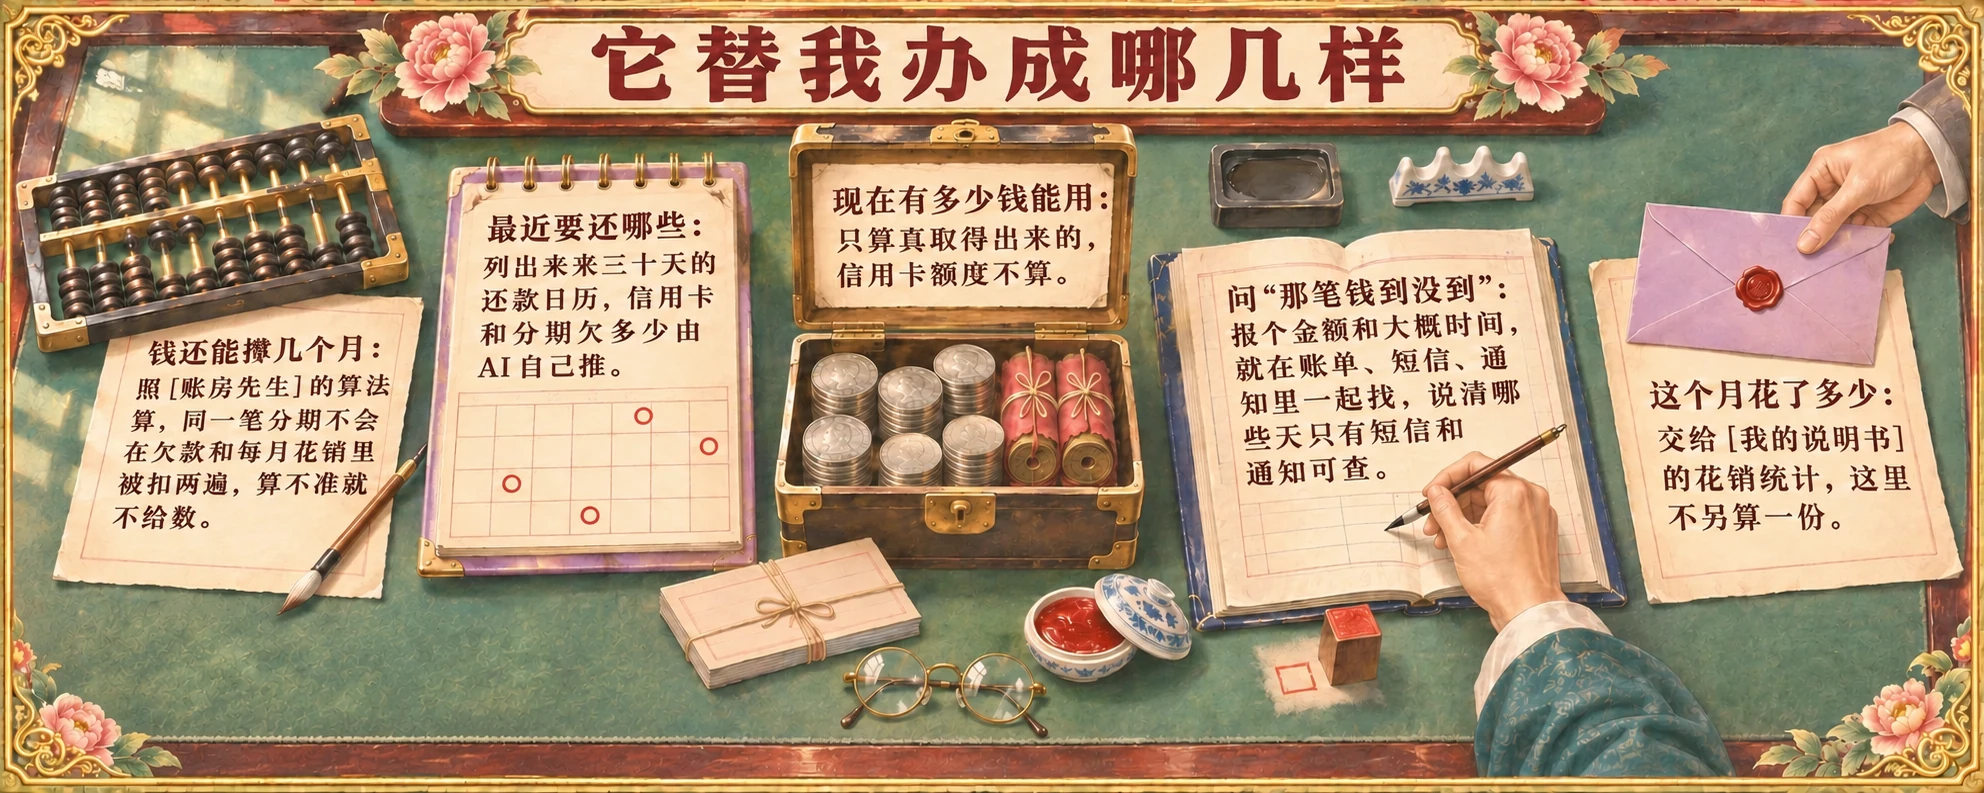 它替我办成哪几样
钱还能撑几个月：
照［账房先生］的算法
算，同一笔分期不会
在欠款和每月花销里
被扣两遍，算不准就
不给数。
最近要还哪些：
列出来来三十天的
还款日历，信用卡
和分期欠多少由
AI自己推。
现在有多少钱能用：
只算真取得出来的，
信用卡额度不算。
问“那笔钱到没到”：
报个金额和大概时间，
就在账单、短信、通
知里一起找，说清哪
些天只有短信和
通知可查。
这个月花了多少：
交给［我的说明书］
的花销统计，这里
不另算一份。